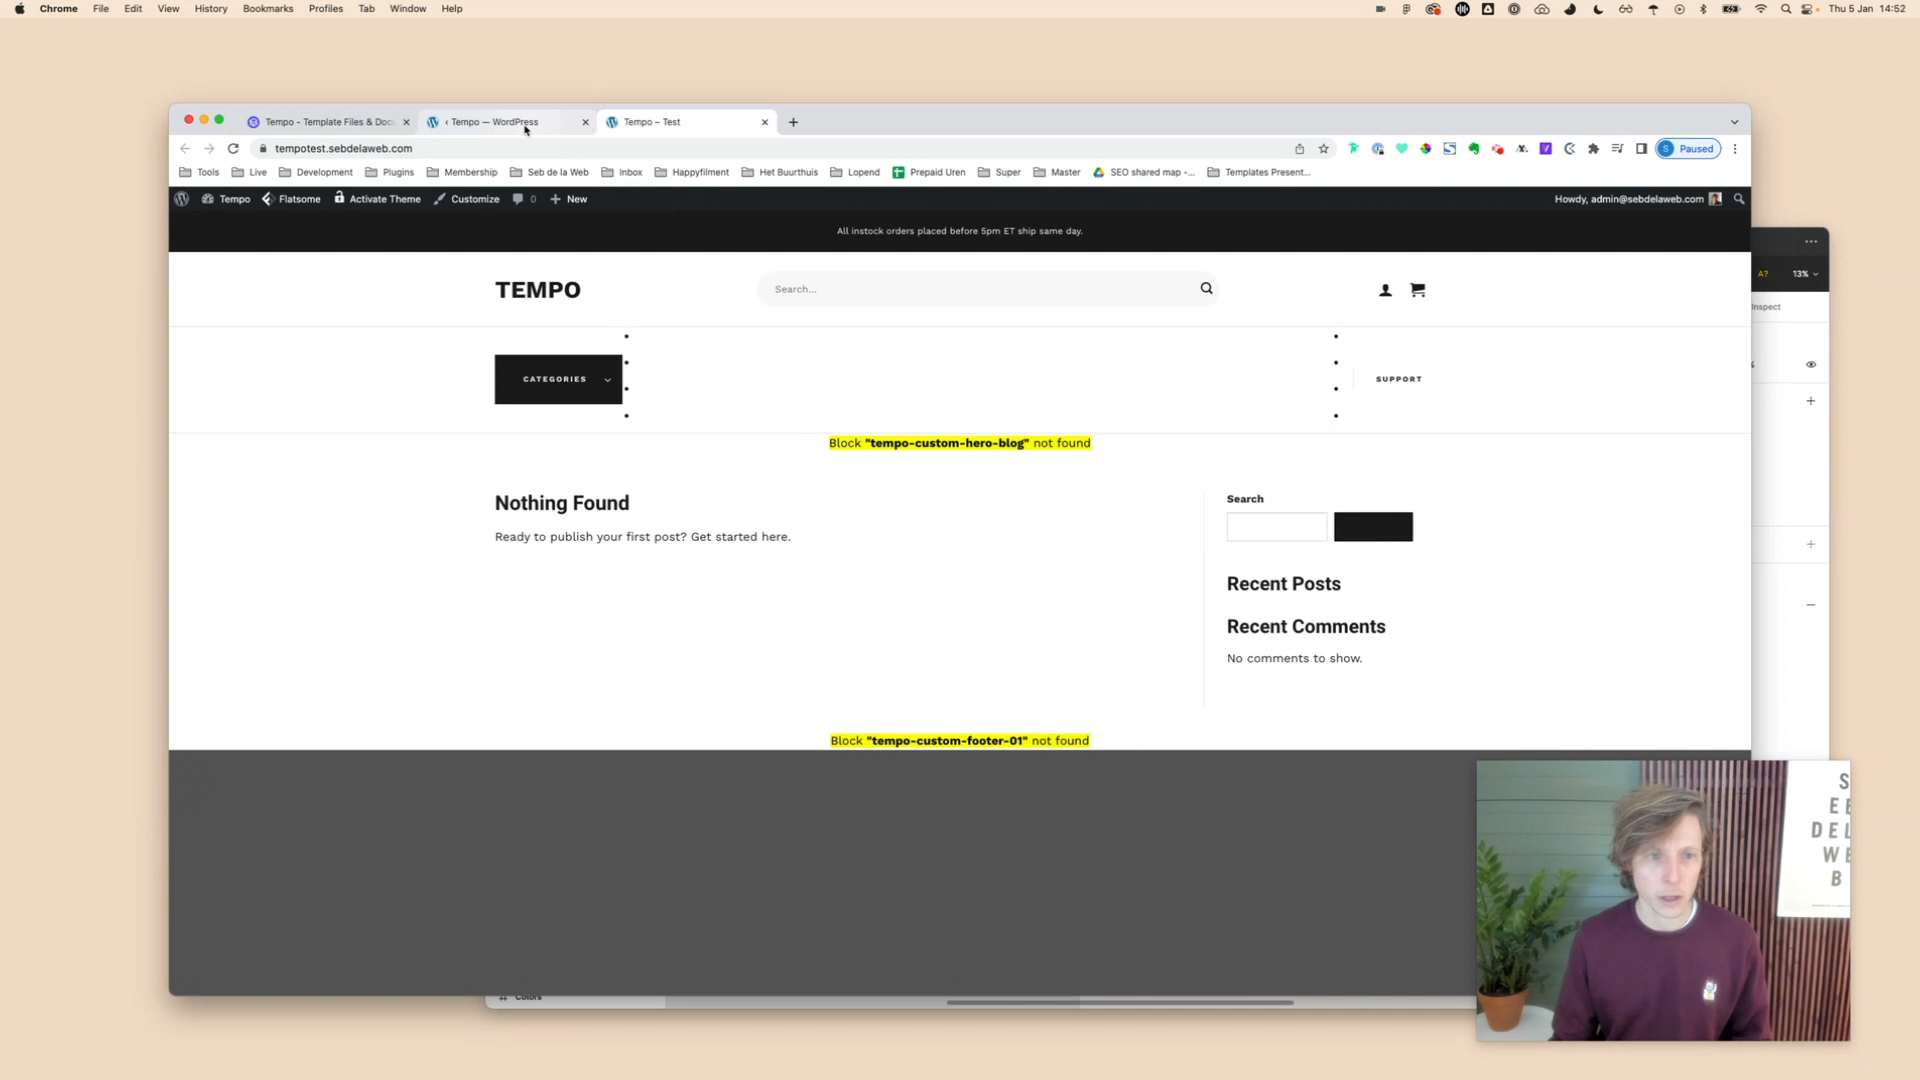 Chrome File Edit View History Bookmarks Profiles Tab Window Help Thu 5 Jan 14:52
Tempo - Template Files & Docu ‹ Tempo — WordPress Tempo – Test
tempotest.sebdelaweb.com Paused
Tools Live Development Plugins Membership Seb de la Web Inbox Happyfilment Het Buurthuis Lopend Prepaid Uren Super Master SEO shared map -... Templates Present...
Tempo Flatsome Activate Theme Customize 0 New Howdy, admin@sebdelaweb.com
All instock orders placed before 5pm ET ship same day.
A? 13%
TEMPO Search...
Inspect
CATEGORIES SUPPORT
Block "tempo-custom-hero-blog" not found
Nothing Found
Ready to publish your first post? Get started here.
Search
Recent Posts
Recent Comments
No comments to show.
Block "tempo-custom-footer-01" not found
Colors
S
E E
D E L
W E
B